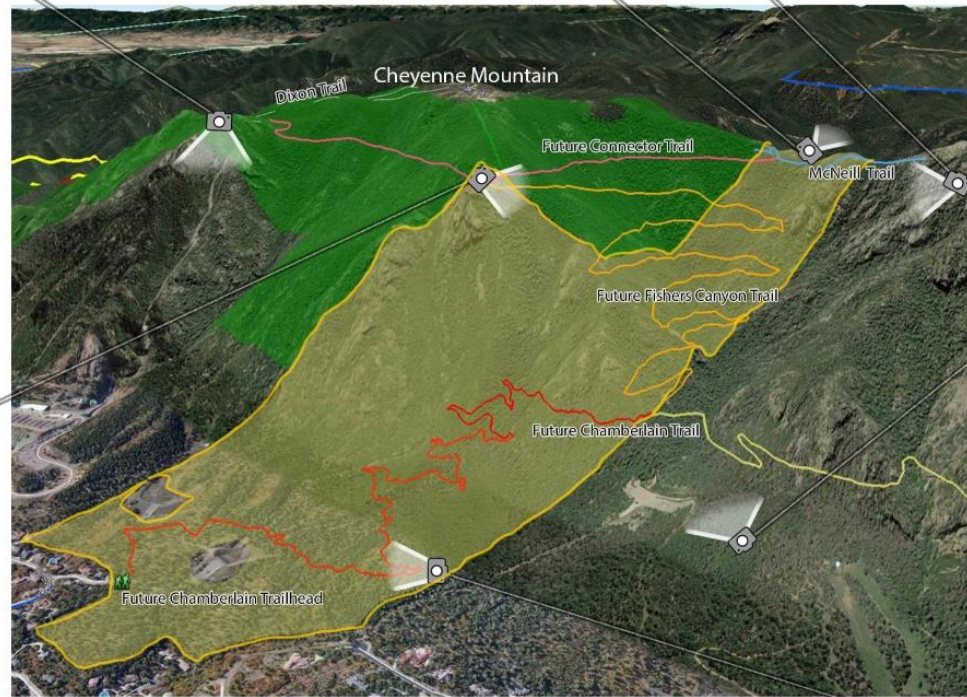 Cheyenne Mountain
Dixon Trail
Future Connector Trail
McNeill Trail
Future Fishers Canyon Trail
Future Chamberlain Trail
Future Chamberlain Trailhead